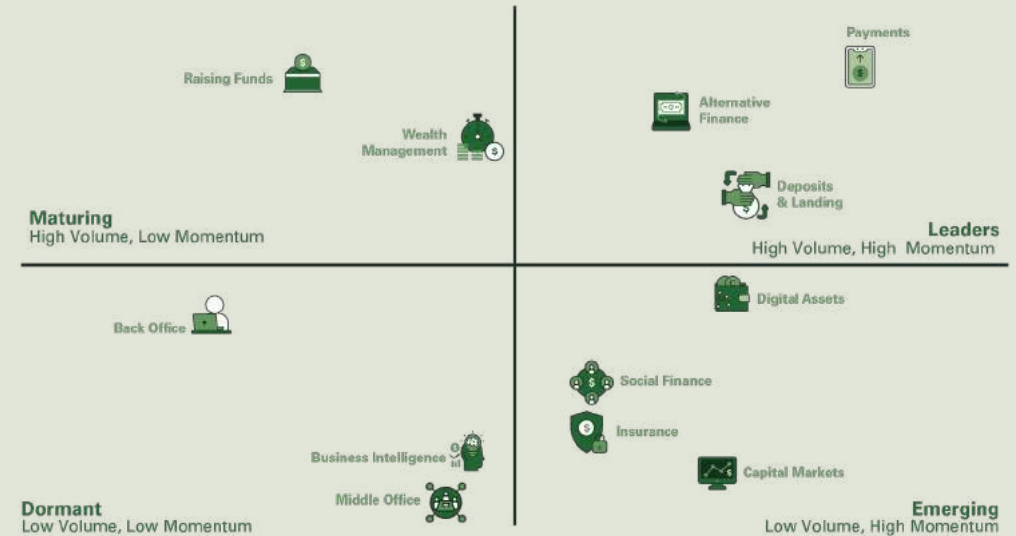 Payments
Raising Funds
Alternative
Finance
Wealth
Management
Deposits
& Landing
Maturing
High Volume, Low Momentum
Leaders
High Volume, High Momentum
Digital Assets
Back Office
Social Finance
Insurance
Business Intelligence
Capital Markets
Middle Office
Dormant
Low Volume, Low Momentum
Emerging
Low Volume, High Momentum